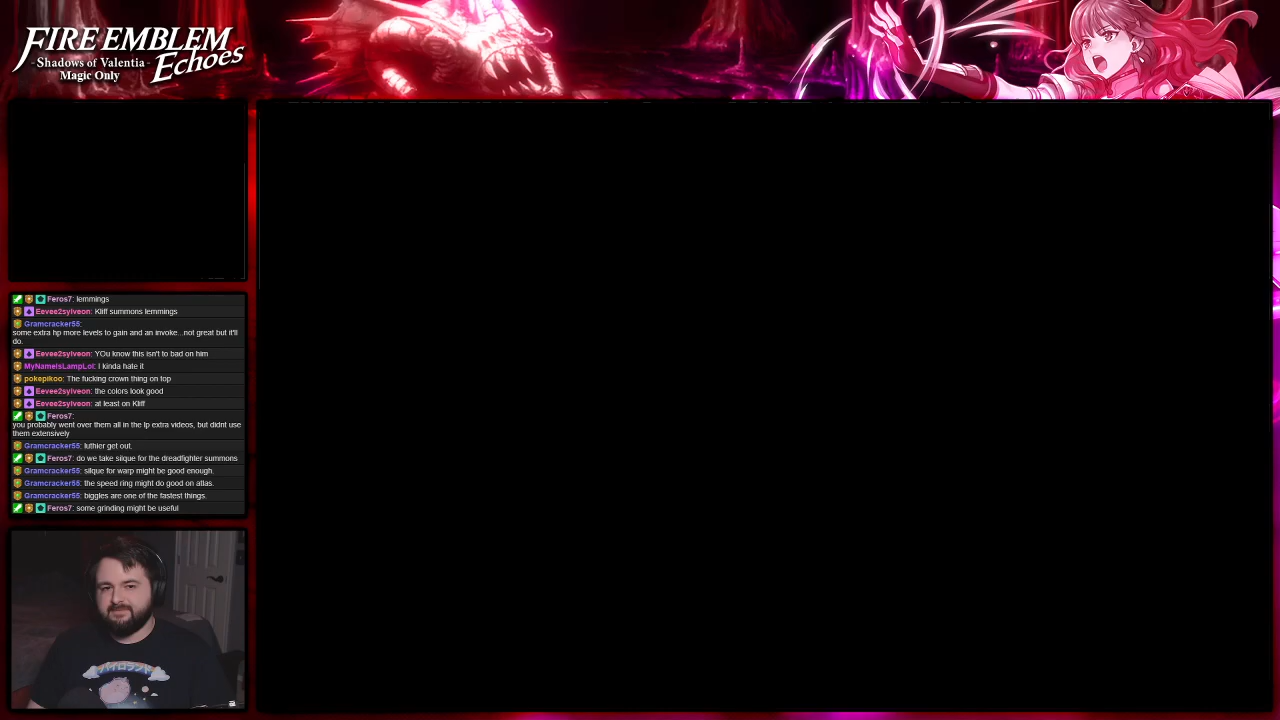 FIRE EMBLEM
Echoes
- Shadows of Valentia -
Magic Only
Feros7: lemmings
Eevee2sylveon: Kliff summons lemmings
Gramcracker55:
some extra hp more levels to gain and an invoke...not great but it'll
do.
Eevee2sylveon: YOu know this isn't to bad on him
MyNameIsLampLol: I kinda hate it
pokepikoo: The fucking crown thing on top
Eevee2sylveon: the colors look good
Eevee2sylveon: at least on Kliff
Feros7:
you probably went over them all in the lp extra videos, but didnt use
them extensively
Gramcracker55: luthier get out.
Feros7: do we take silque for the dreadfighter summons
Gramcracker55: silque for warp might be good enough.
Gramcracker55: the speed ring might do good on atlas.
Gramcracker55: biggles are one of the fastest things.
Feros7: some grinding might be useful
パイロランド